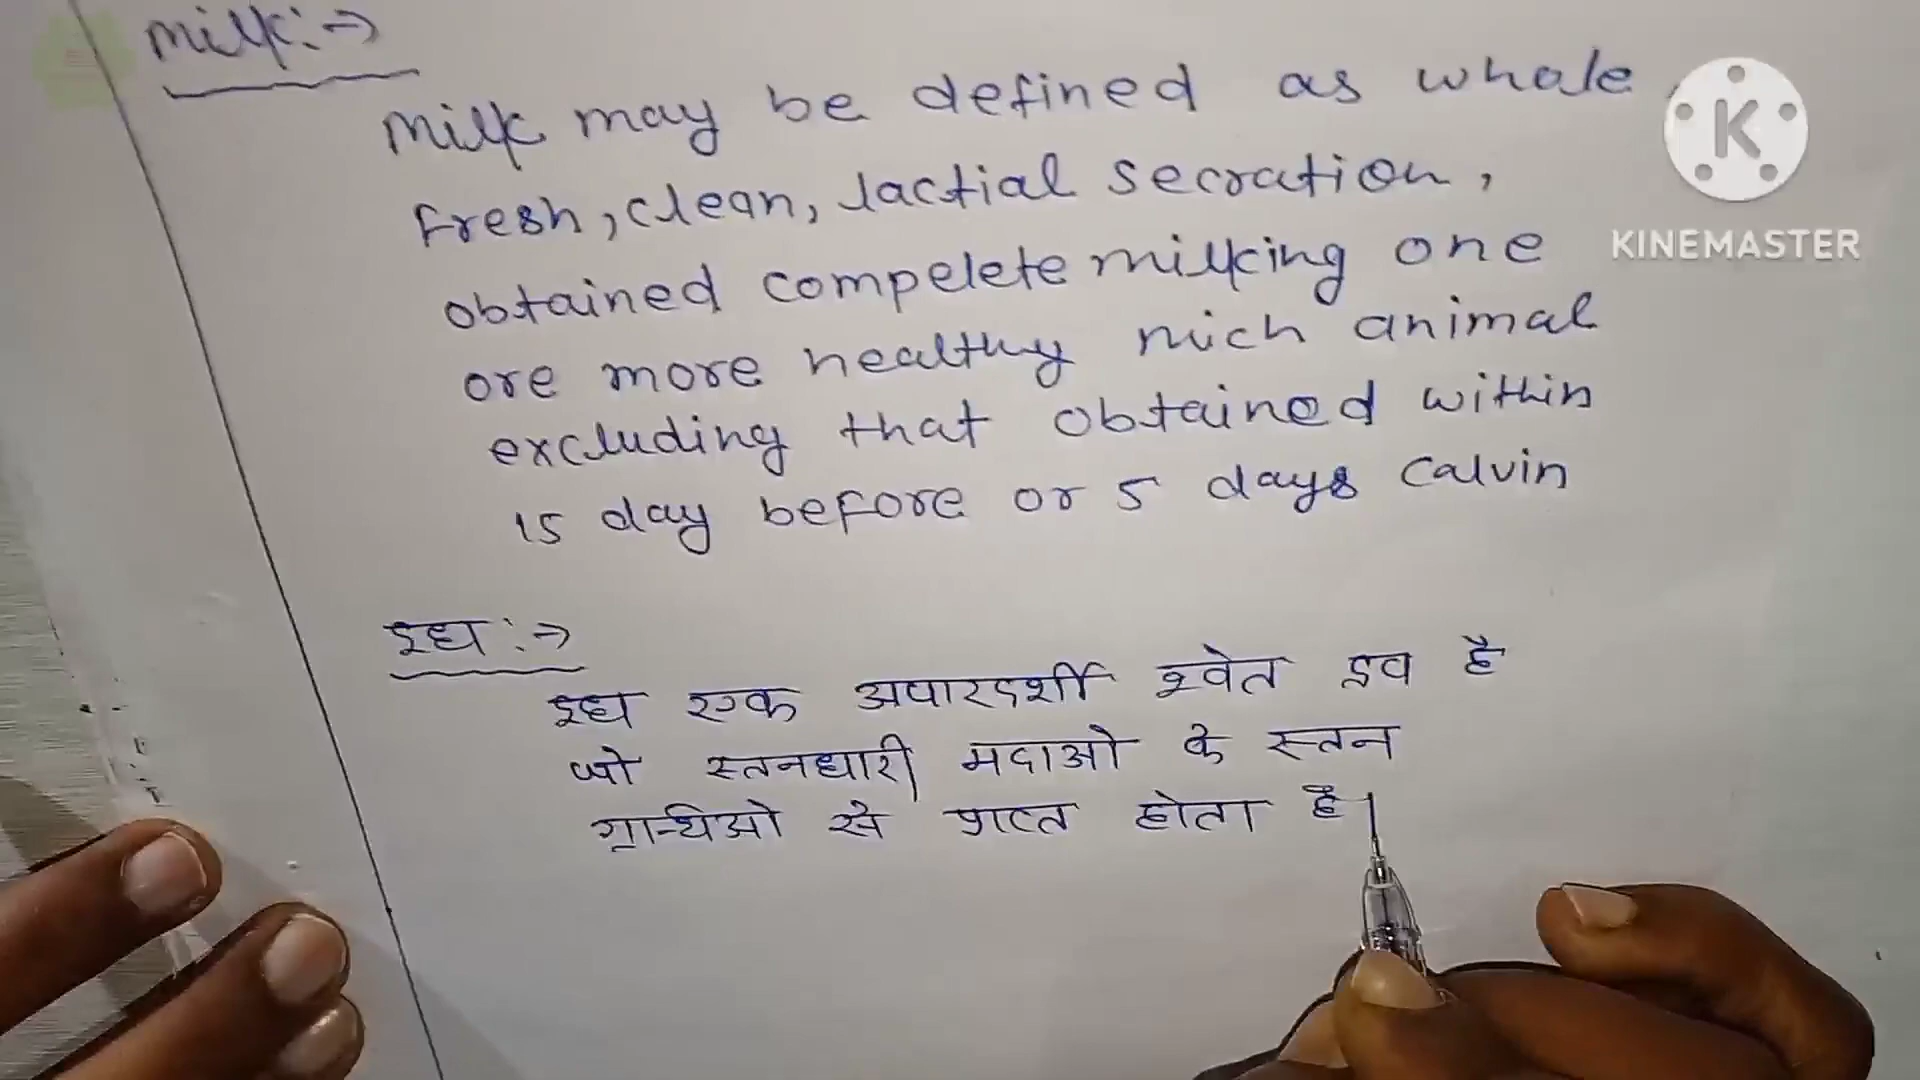 Milk:→
Milk may be defined as whole,
K
fresh, clean, lactial secration,
KINEMASTER
obtained compelete milking one
ore more healthy mich animal
excluding that obtained within
15 day before or 5 days Calvin
दूध :→
दूध एक अपारदर्शी श्वेत द्रव है
जो स्तनधारी मदाओ के स्तन
ग्रन्थिओ से प्राप्त होता है।